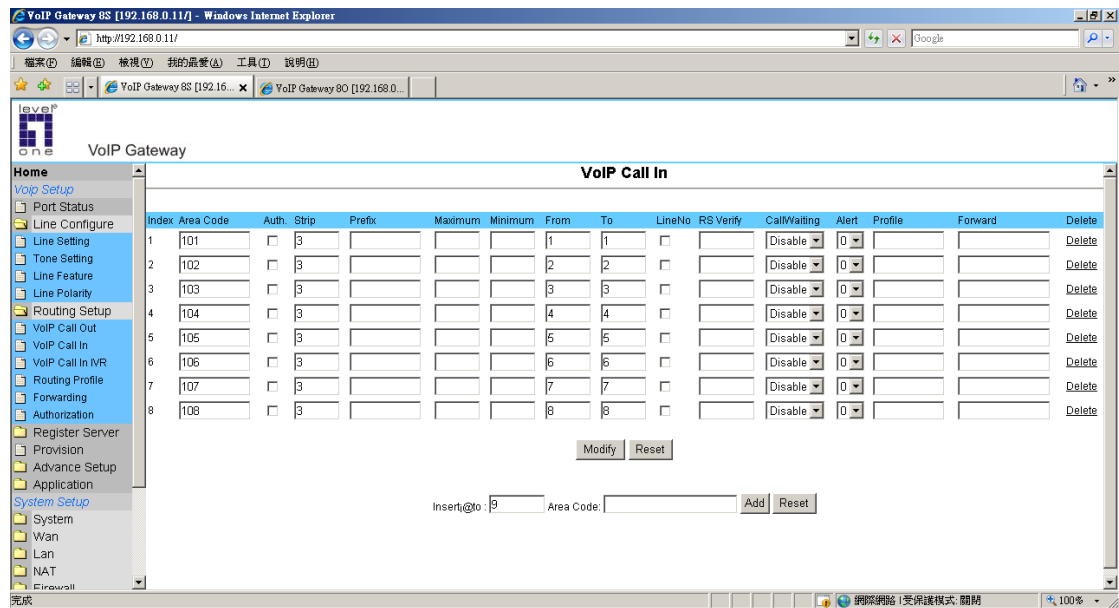 VoIP Gateway 8S [192.168.0.11/] - Windows Internet Explorer
http://192.168.0.11/
Google
檔案(F) 編輯(E) 檢視(V) 我的最愛(A) 工具(T) 說明(H)
VoIP Gateway 8S [192.16... VoIP Gateway 8O [192.168.0...
level
one
VoIP Gateway
Home
Voip Setup
Port Status
Line Configure
Line Setting
Tone Setting
Line Feature
Line Polarity
Routing Setup
VoIP Call Out
VoIP Call In
VoIP Call In IVR
Routing Profile
Forwarding
Authorization
Register Server
Provision
Advance Setup
Application
System Setup
System
Wan
Lan
NAT
Firewall
VoIP Call In
Index Area Code Auth. Strip Prefix Maximum Minimum From To LineNo RS Verify CallWaiting Alert Profile Forward Delete
1 101 3 1 1 Disable 0 Delete
2 102 3 2 2 Disable 0 Delete
3 103 3 3 3 Disable 0 Delete
4 104 3 4 4 Disable 0 Delete
5 105 3 5 5 Disable 0 Delete
6 106 3 6 6 Disable 0 Delete
7 107 3 7 7 Disable 0 Delete
8 108 3 8 8 Disable 0 Delete
Modify Reset
Insert¡@to : 9 Area Code: Add Reset
完成
網際網路 | 受保護模式: 關閉
100%